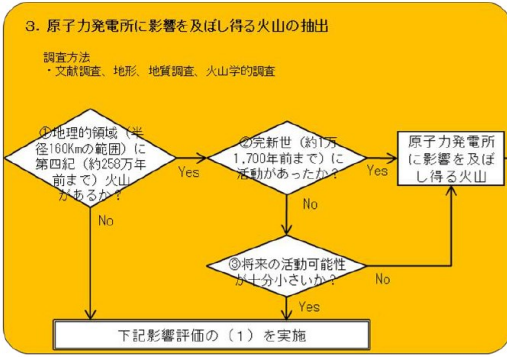 3. 原子力発電所に影響を及ぼし得る火山の抽出
調査方法
・文献調査、地形、地質調査、火山学的調査
①地理的領域（半
径160Kmの範囲）に
第四紀（約258万年
前まで）火山
があるか？
Yes
No
②完新世（約1万
1,700年前まで）に
活動があったか？
Yes
No
原子力発電所
に影響を及ぼ
し得る火山
③将来の活動可能性
が十分小さいか？
No
Yes
下記影響評価の（1）を実施